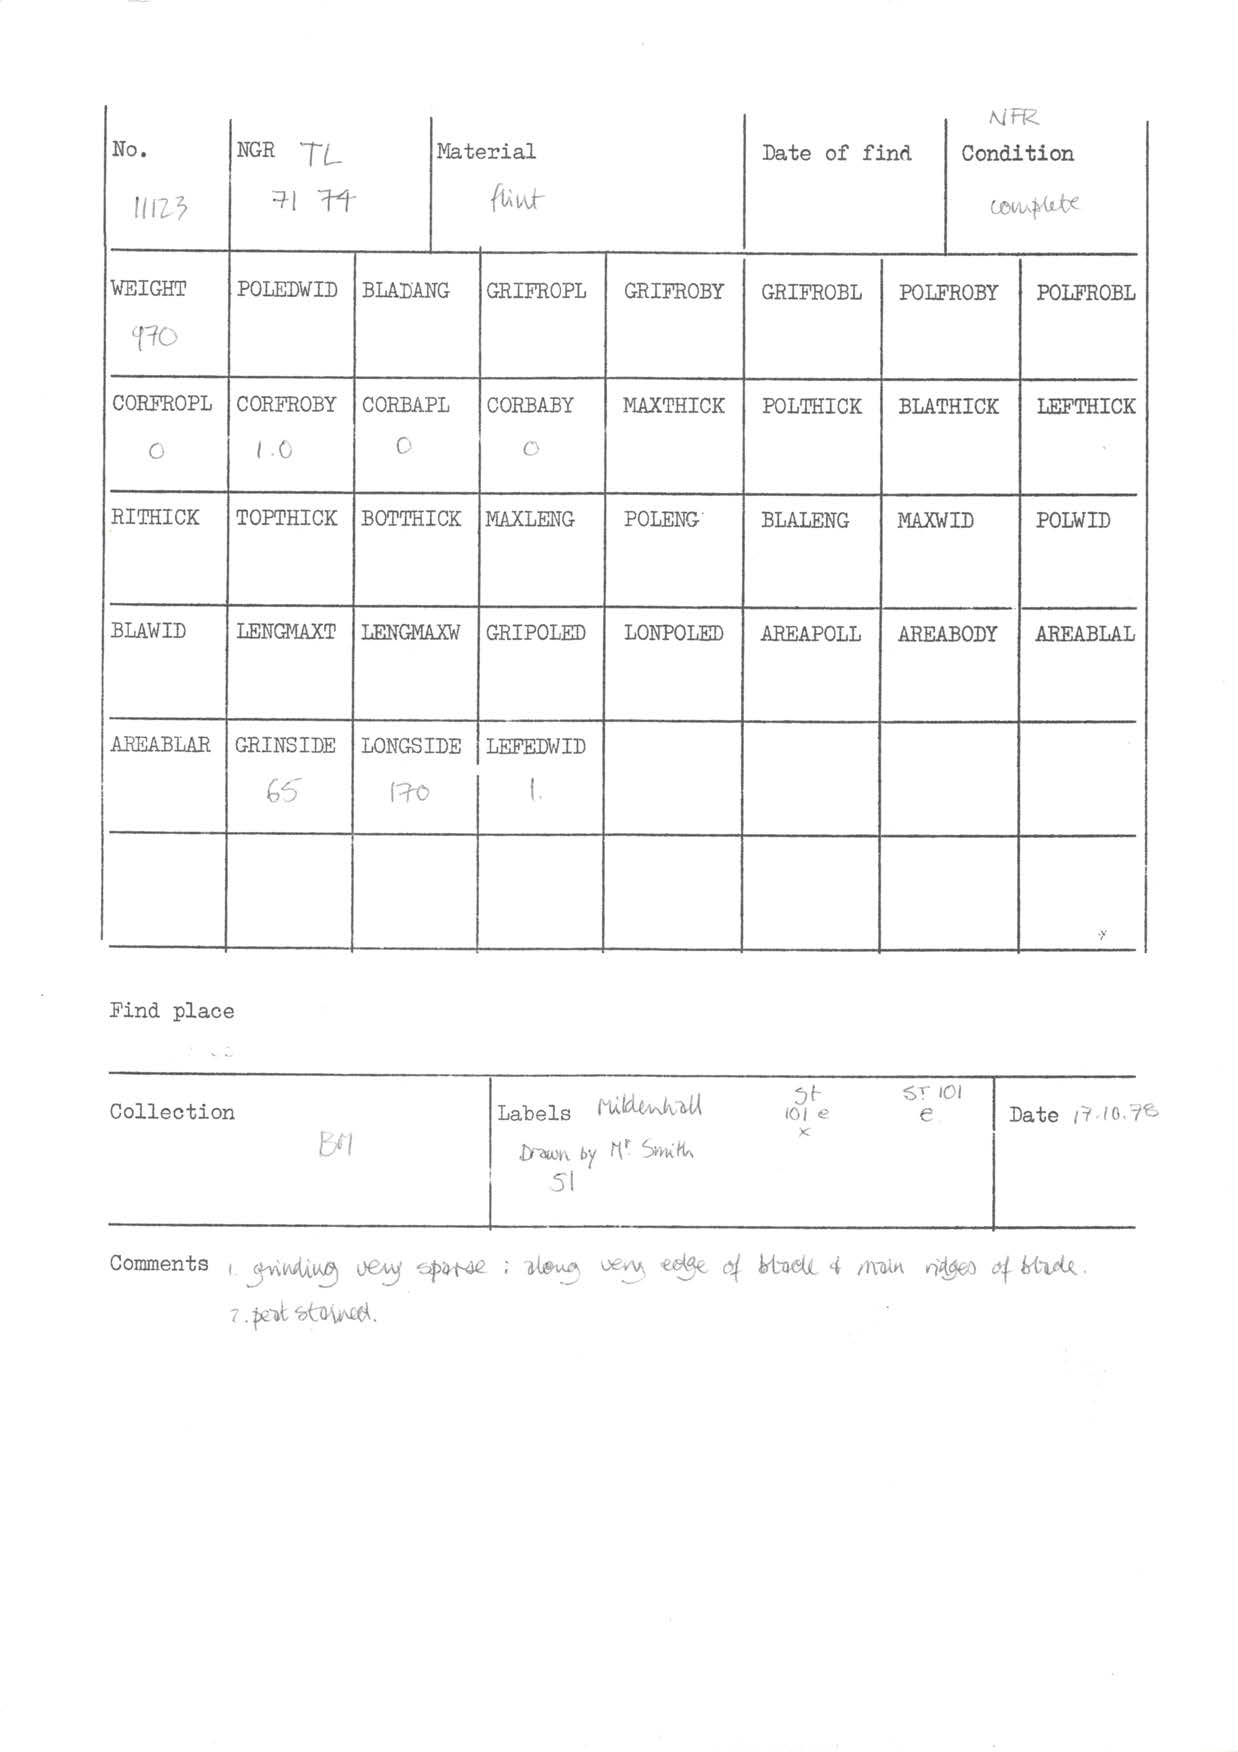 NFR
No. NGR TL Material Date of find Condition
11123 71 74 flint complete
WEIGHT POLEDWID BLADANG GRIFROPL GRIFROBY GRIFROBL POLFROBY POLFROBL
970
CORFROPL CORFROBY CORBAPL CORBABY MAXTHICK POLTHICK BLATHICK LEFTHICK
0 1.0 0 0
RITHICK TOPTHICK BOTTHICK MAXLENG POLENG BLALENG MAXWID POLWID
BLAWID LENGMAXT LENGMAXW GRIPOLED LONPOLED AREAPOLL AREABODY AREABLAL
AREABLAR GRINSIDE LONGSIDE LEFEDWID
65 170 1.
Find place
Collection Labels Mildenhall St ST 101 Date 17.10.78
101 e e
x
BM Drawn by Mr Smith
51
Comments 1. grinding very sparse ; along very edge of blade & main ridges of blade.
2. peat stained.